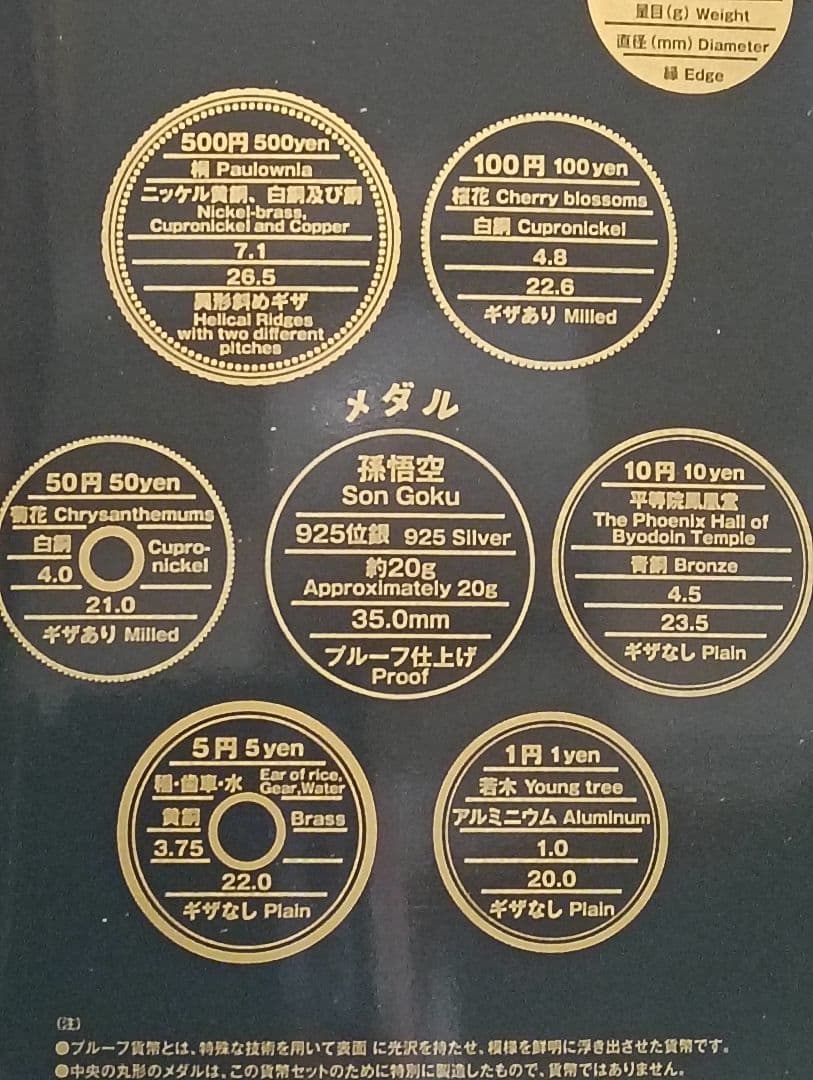 量目(g) Weight
直径(mm) Diameter
縁 Edge
500円 500yen
桐 Paulownia
ニッケル黄銅、白銅及び銅
Nickel-brass,
Cupronickel and Copper
7.1
26.5
異形斜めギザ
Helical Ridges
with two different
pitches
100円 100yen
桜花 Cherry blossoms
白銅 Cupronickel
4.8
22.6
ギザあり Milled
メダル
50円 50yen
菊花 Chrysanthemums
白銅 Cupro-
nickel
4.0
21.0
ギザあり Milled
孫悟空
Son Goku
925位銀 925 Silver
約20g
Approximately 20g
35.0mm
プルーフ仕上げ
Proof
10円 10yen
平等院鳳凰堂
The Phoenix Hall of
Byodoin Temple
青銅 Bronze
4.5
23.5
ギザなし Plain
5円 5yen
稲・歯車・水 Ear of rice,
Gear,Water
黄銅 Brass
3.75
22.0
ギザなし Plain
1円 1yen
若木 Young tree
アルミニウム Aluminum
1.0
20.0
ギザなし Plain
(注)
●プルーフ貨幣とは、特殊な技術を用いて表面に光沢を持たせ、模様を鮮明に浮き出させた貨幣です。
●中央の丸形のメダルは、この貨幣セットのために特別に製造したもので、貨幣ではありません。